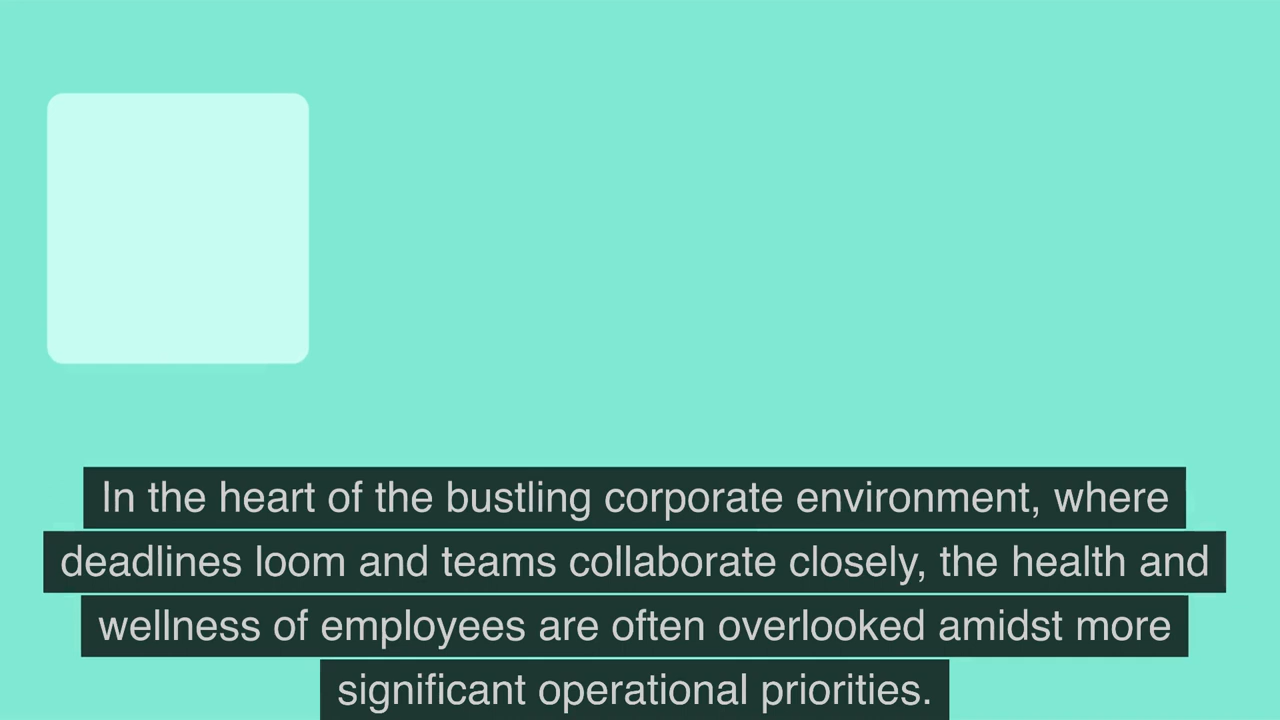 In the heart of the bustling corporate environment, where
deadlines loom and teams collaborate closely, the health and
wellness of employees are often overlooked amidst more
significant operational priorities.